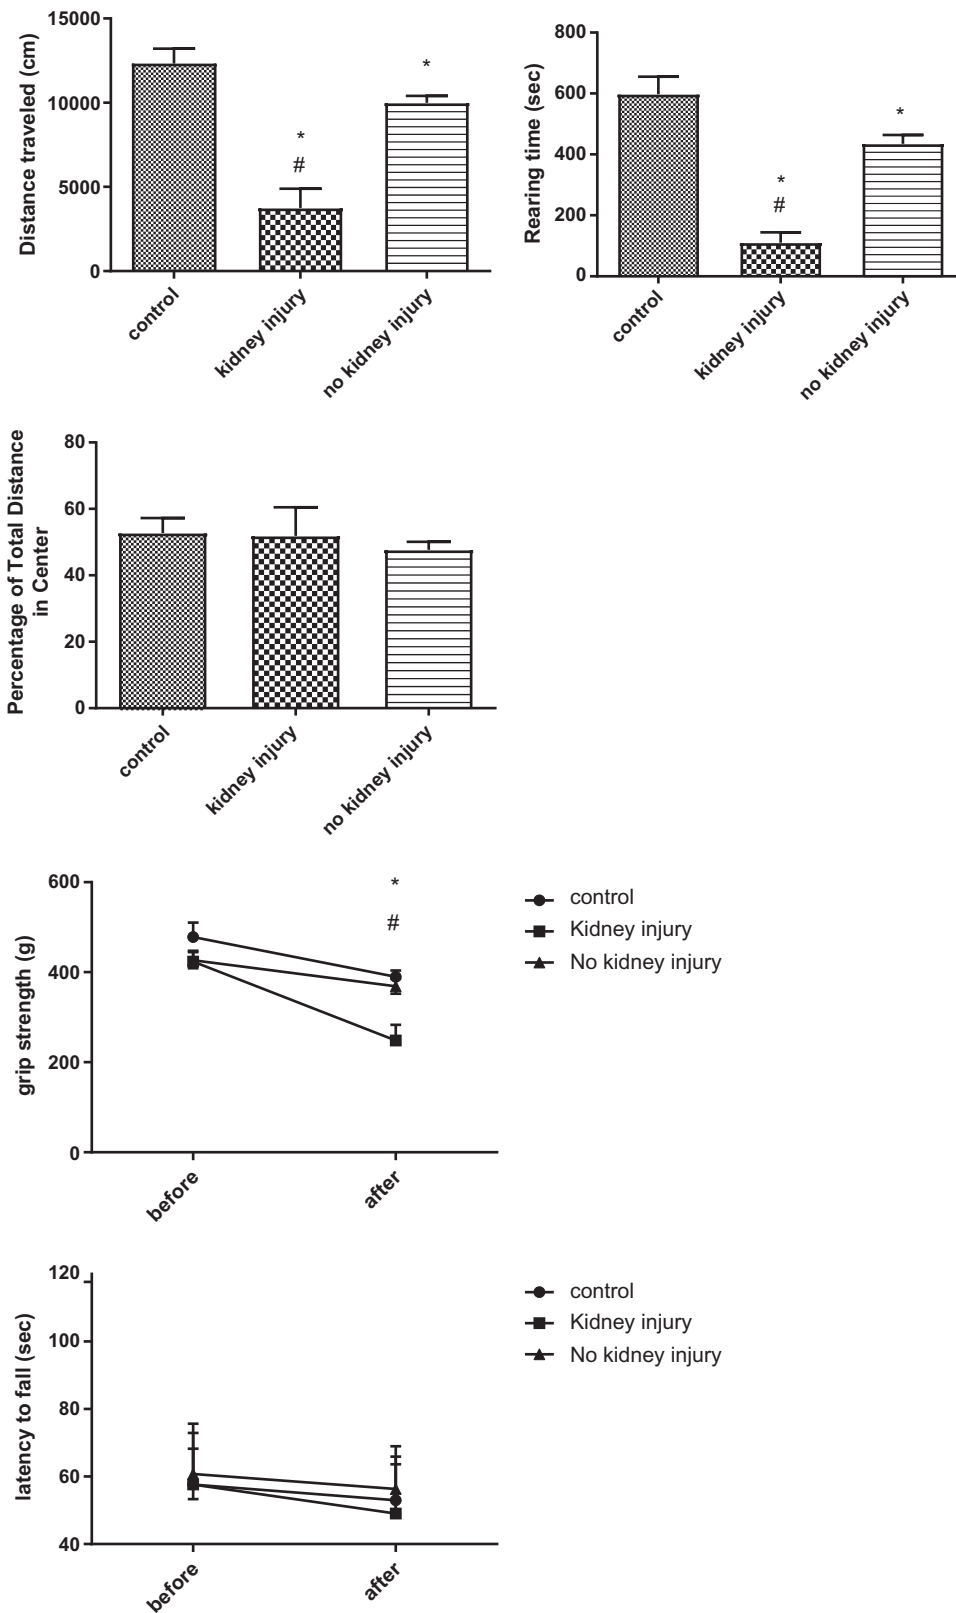 Distance traveled (cm)
15000
10000
5000
0
*
#
*
control
kidney injury
no kidney injury
Rearing time (sec)
800
600
400
200
0
*
#
*
control
kidney injury
no kidney injury
Percentage of Total Distance
in Center
80
60
40
20
0
control
kidney injury
no kidney injury
grip strength (g)
600
400
200
0
*
#
before
after
control
Kidney injury
No kidney injury
latency to fall (sec)
120
100
80
60
40
before
after
control
Kidney injury
No kidney injury